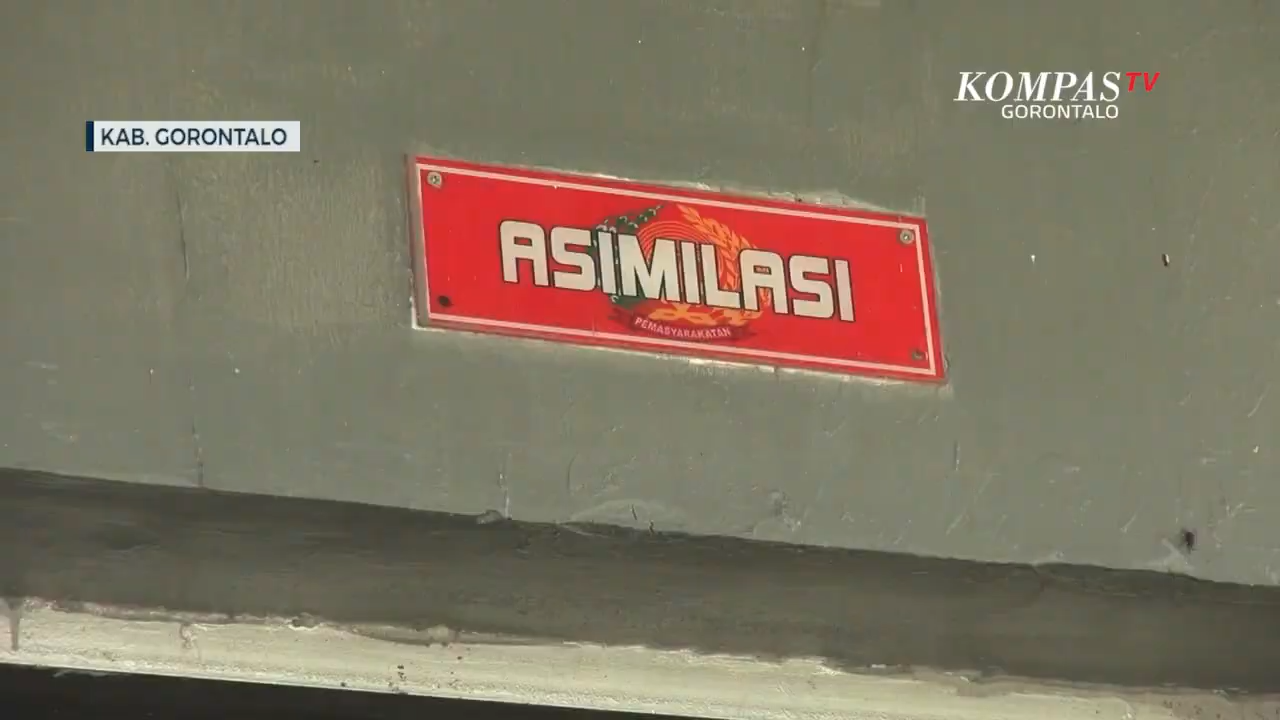 KOMPAS TV
GORONTALO
KAB. GORONTALO
ASIMILASI
PEMASYARAKATAN